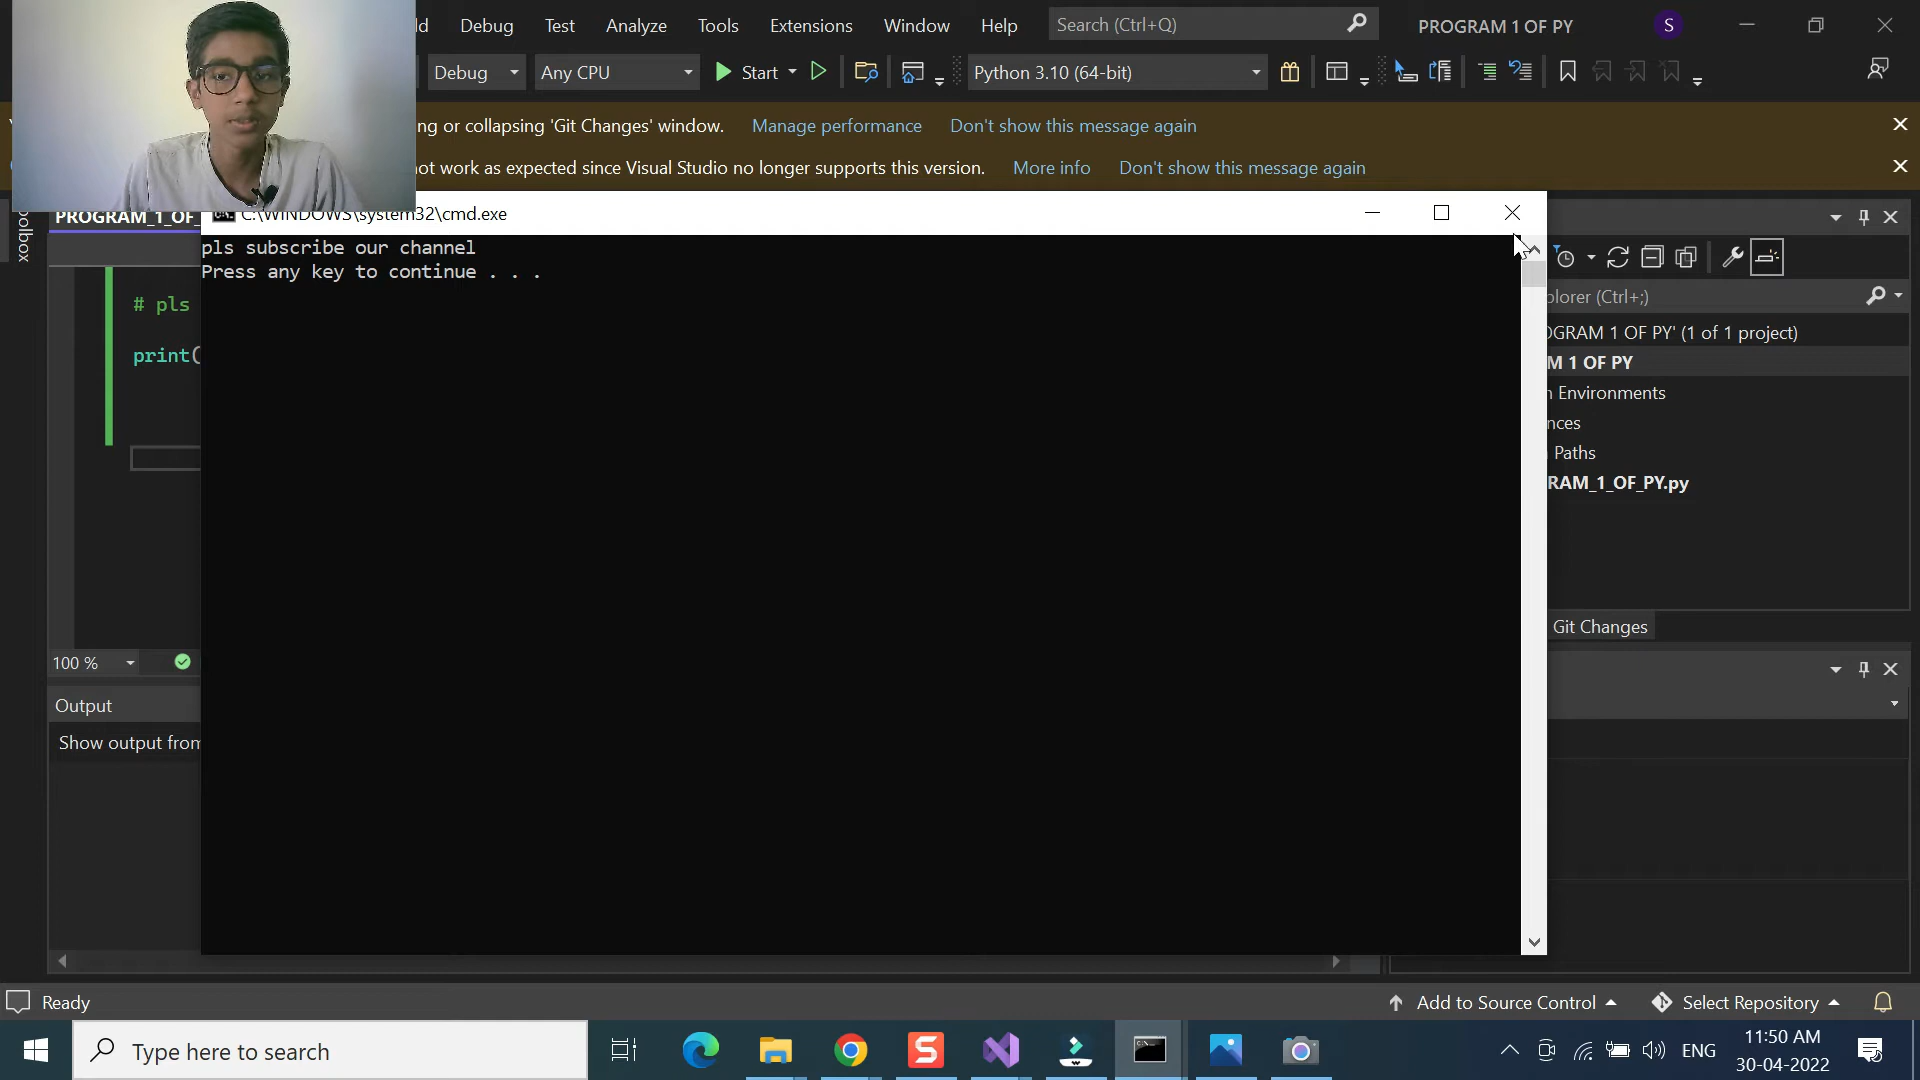 ld Debug Test Analyze Tools Extensions Window Help Search (Ctrl+Q) PROGRAM 1 OF PY S
Debug Any CPU Start Python 3.10 (64-bit)
ng or collapsing 'Git Changes' window. Manage performance Don't show this message again
not work as expected since Visual Studio no longer supports this version. More info Don't show this message again
PROGRAM_1_OF_ C:\WINDOWS\system32\cmd.exe
pls subscribe our channel
Press any key to continue . . .
# pls
print(
oolbox
plorer (Ctrl+;)
OGRAM 1 OF PY' (1 of 1 project)
M 1 OF PY
n Environments
nces
Paths
RAM_1_OF_PY.py
Git Changes
100 %
Output
Show output from
Ready Add to Source Control Select Repository
Type here to search
ENG
11:50 AM
30-04-2022